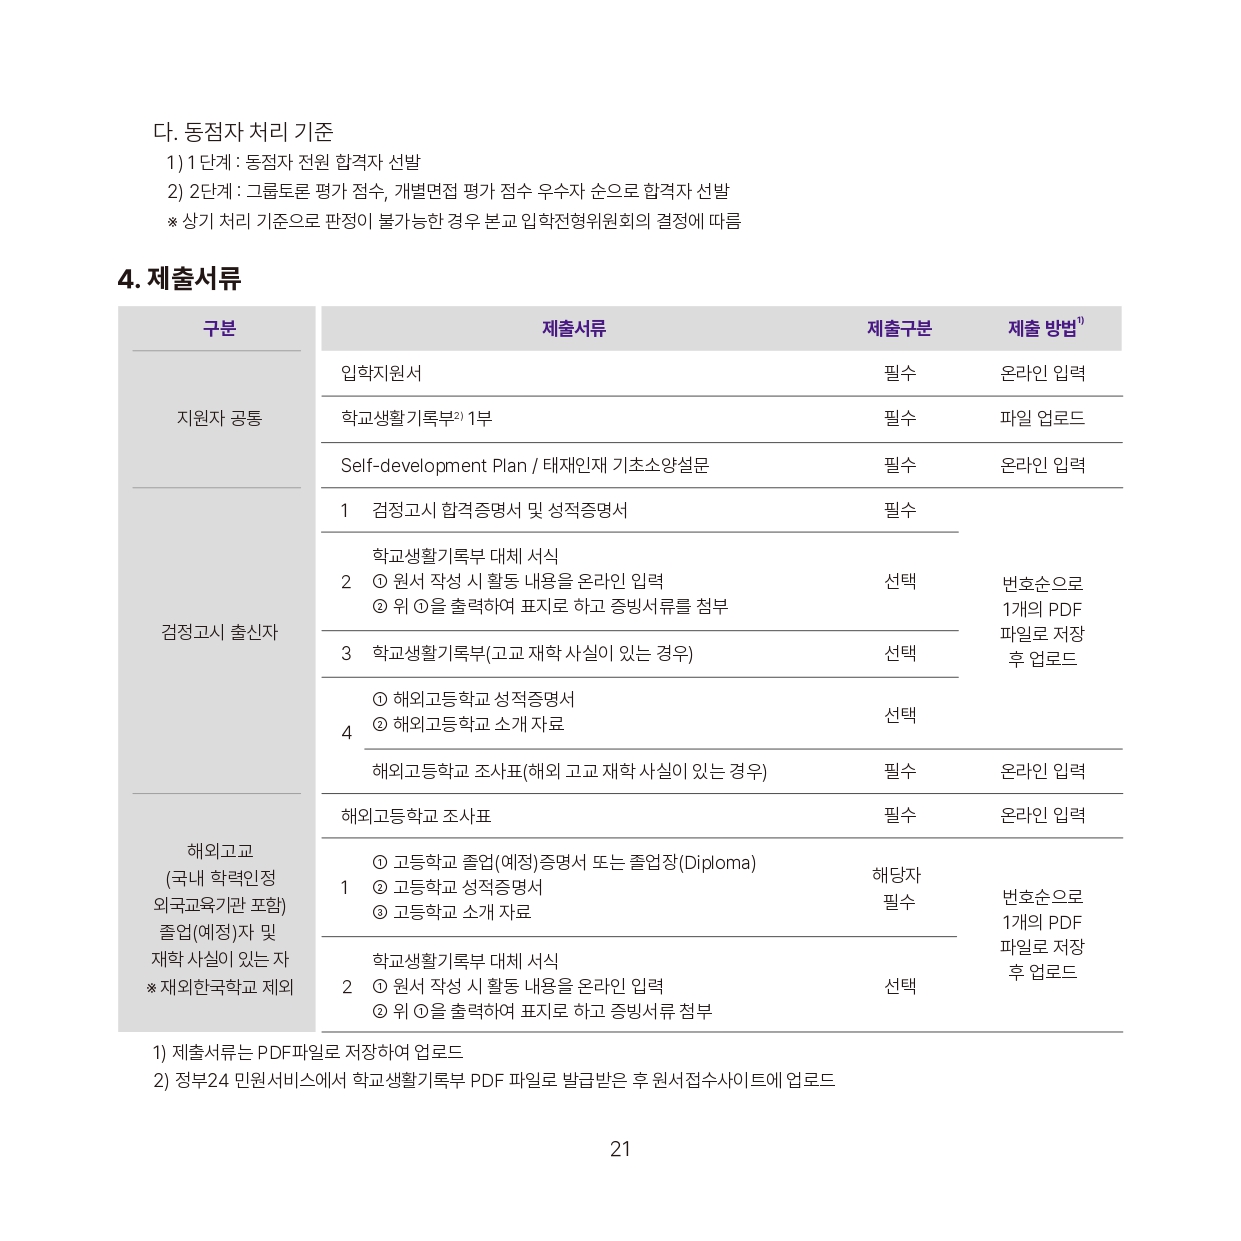 다. 동점자 처리 기준
1) 1단계 : 동점자 전원 합격자 선발
2) 2단계 : 그룹토론 평가 점수, 개별면접 평가 점수 우수자 순으로 합격자 선발
※ 상기 처리 기준으로 판정이 불가능한 경우 본교 입학전형위원회의 결정에 따름
4. 제출서류
구분 제출서류 제출구분 제출 방법1)
지원자 공통
입학지원서 필수 온라인 입력
학교생활기록부2) 1부 필수 파일 업로드
Self-development Plan / 태재인재 기초소양설문 필수 온라인 입력
검정고시 출신자
1 검정고시 합격증명서 및 성적증명서 필수
2 학교생활기록부 대체 서식
① 원서 작성 시 활동 내용을 온라인 입력
② 위 ①을 출력하여 표지로 하고 증빙서류를 첨부
선택
3 학교생활기록부(고교 재학 사실이 있는 경우) 선택
4 ① 해외고등학교 성적증명서
② 해외고등학교 소개 자료
선택
번호순으로
1개의 PDF
파일로 저장
후 업로드
해외고등학교 조사표(해외 고교 재학 사실이 있는 경우) 필수 온라인 입력
해외고교
(국내 학력인정
외국교육기관 포함)
졸업(예정)자 및
재학 사실이 있는 자
※ 재외한국학교 제외
해외고등학교 조사표 필수 온라인 입력
1 ① 고등학교 졸업(예정)증명서 또는 졸업장(Diploma)
② 고등학교 성적증명서
③ 고등학교 소개 자료
해당자
필수
2 학교생활기록부 대체 서식
① 원서 작성 시 활동 내용을 온라인 입력
② 위 ①을 출력하여 표지로 하고 증빙서류 첨부
선택
번호순으로
1개의 PDF
파일로 저장
후 업로드
1) 제출서류는 PDF파일로 저장하여 업로드
2) 정부24 민원서비스에서 학교생활기록부 PDF 파일로 발급받은 후 원서접수사이트에 업로드
21